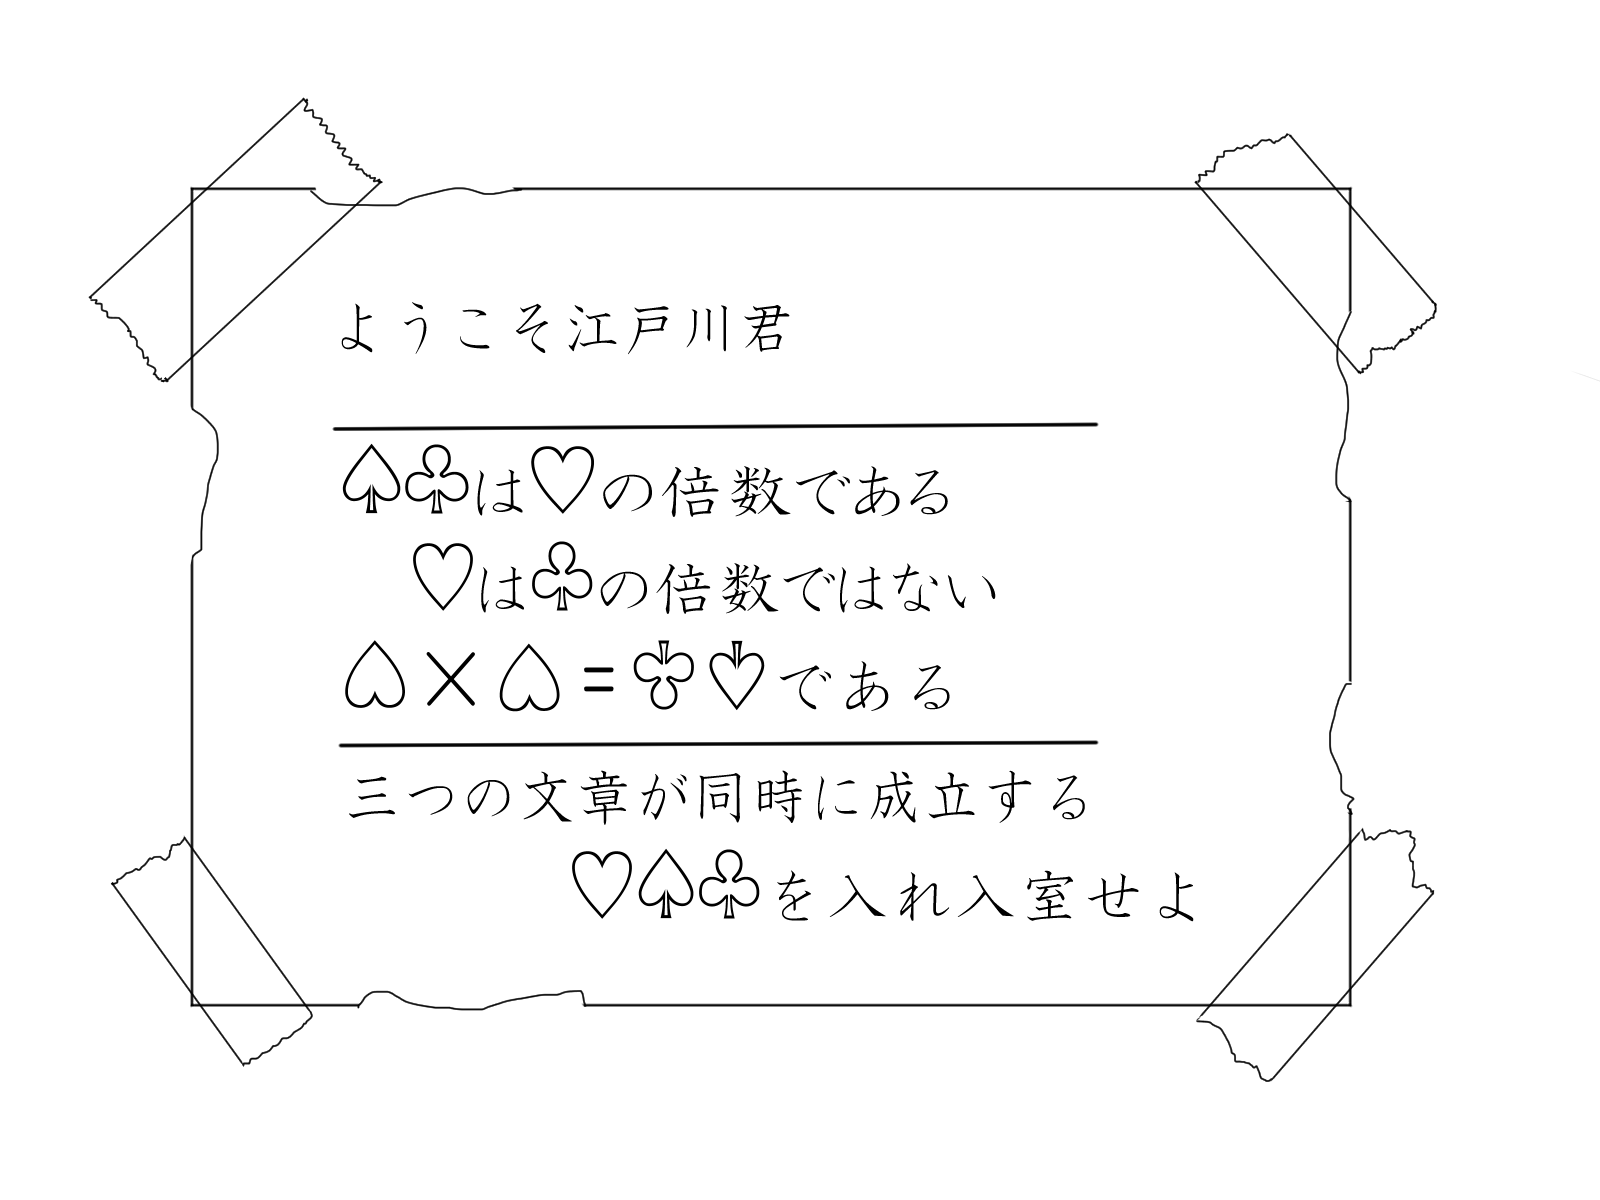 ようこそ江戸川君
♤♧は♡の倍数である
♡は♧の倍数ではない
♡×♡=♧♤である
三つの文章が同時に成立する
♡♤♧を入れ入室せよ